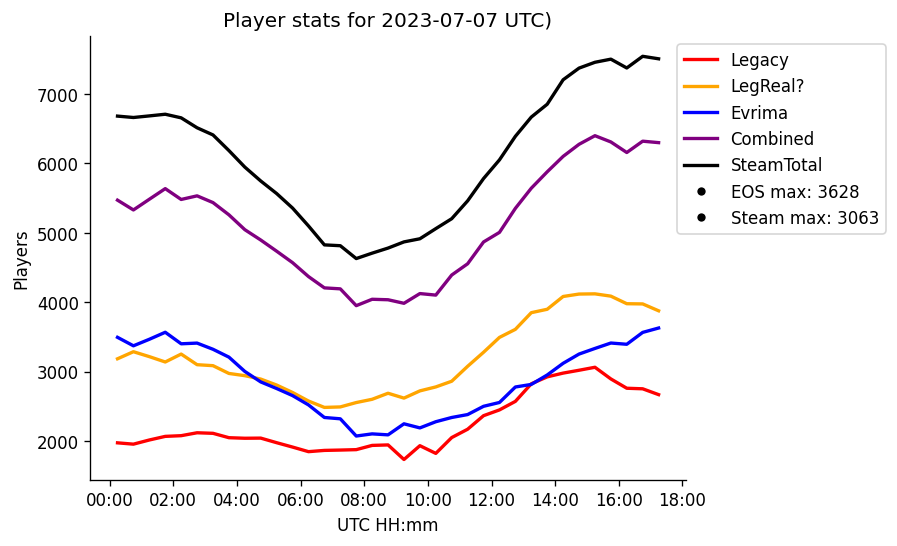 Player stats for 2023-07-07 UTC)
Legacy
LegReal?
Evrima
Combined
SteamTotal
EOS max: 3628
Steam max: 3063
Players
7000
6000
5000
4000
3000
2000
00:00 02:00 04:00 06:00 08:00 10:00 12:00 14:00 16:00 18:00
UTC HH:mm